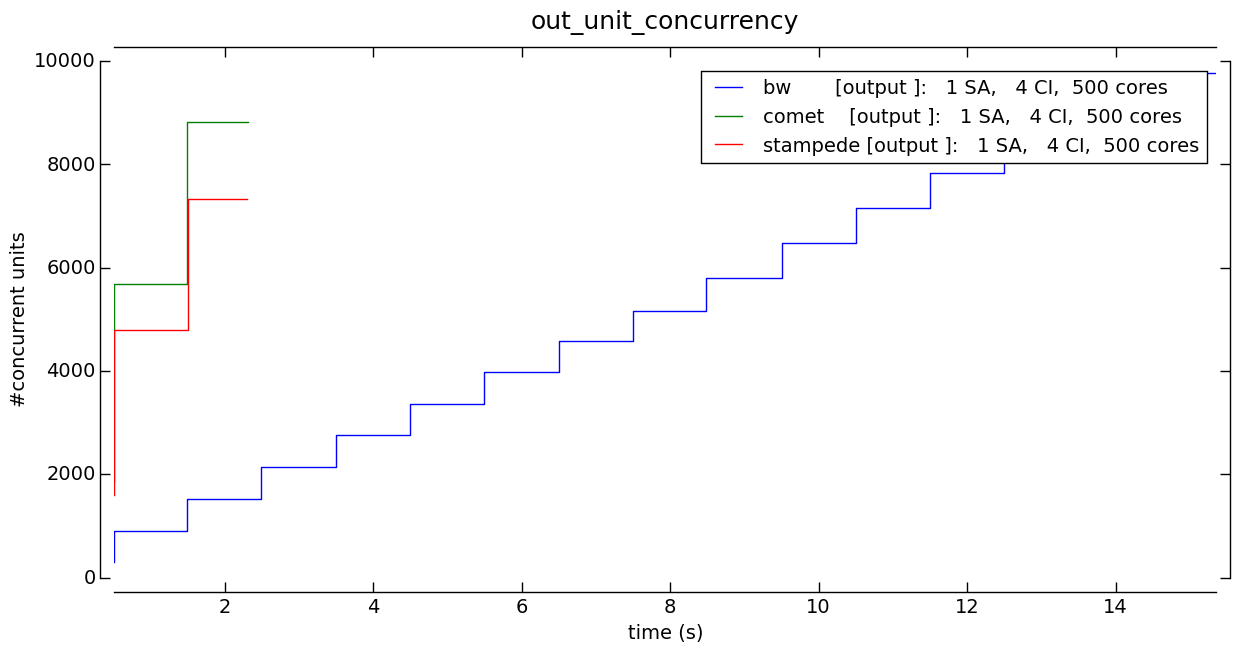 out_unit_concurrency
10000
8000
6000
4000
2000
0
#concurrent units
bw [output ]: 1 SA, 4 CI, 500 cores
comet [output ]: 1 SA, 4 CI, 500 cores
stampede [output ]: 1 SA, 4 CI, 500 cores
2 4 6 8 10 12 14
time (s)